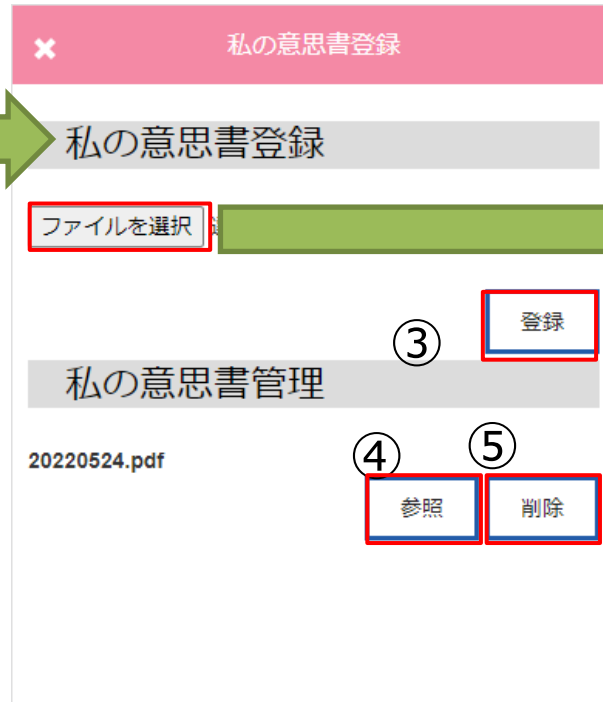 ✖ 私の意思書登録
私の意思書登録
ファイルを選択
登録
③
私の意思書管理
20220524.pdf
④ ⑤
参照 削除